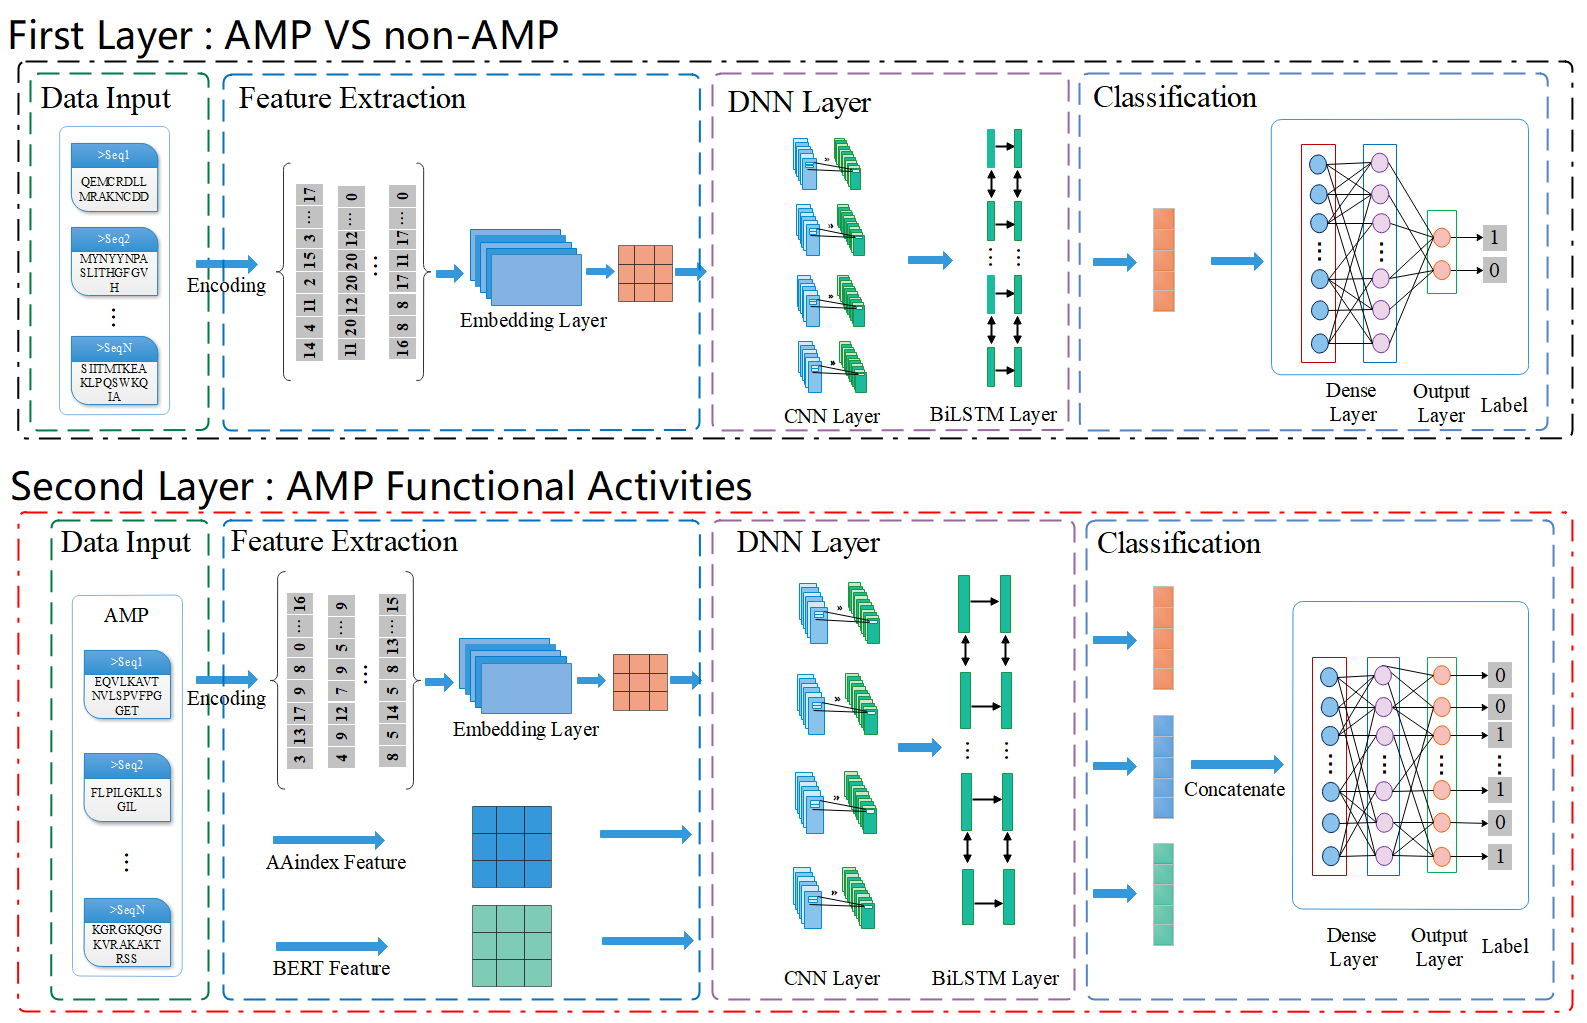 First Layer : AMP VS non-AMP
Data Input
>Seq1
QEMCRDLL
MRAKNCDD
>Seq2
MYNYYNPA
SLITHGFGV
H
⋮
>SeqN
SIITMTKEA
KLPQSWKQ
IA
Encoding
Feature Extraction
14 4 11 2 15 3 ... 17
11 20 12 20 20 12 ... 0
...
16 8 8 17 11 17 ... 0
Embedding Layer
DNN Layer
»
»
»
»
CNN Layer
... ...
BiLSTM Layer
Classification
1
0
Dense
Layer
Output
Layer
Label
Second Layer : AMP Functional Activities
Data Input
AMP
>Seq1
EQVLKAVT
NVLSPVFPG
GET
>Seq2
FLPILGKLLS
GIL
⋮
>SeqN
KGRGKQGG
KVRAKAKT
RSS
Encoding
Feature Extraction
3 13 17 9 8 0 ... 16
4 9 12 7 9 5 ... 9
...
8 5 14 5 8 13 ... 15
Embedding Layer
AAindex Feature
BERT Feature
DNN Layer
»
»
»
»
CNN Layer
... ...
BiLSTM Layer
Classification
Concatenate
0
0
1
1
0
1
Dense
Layer
Output
Layer
Label